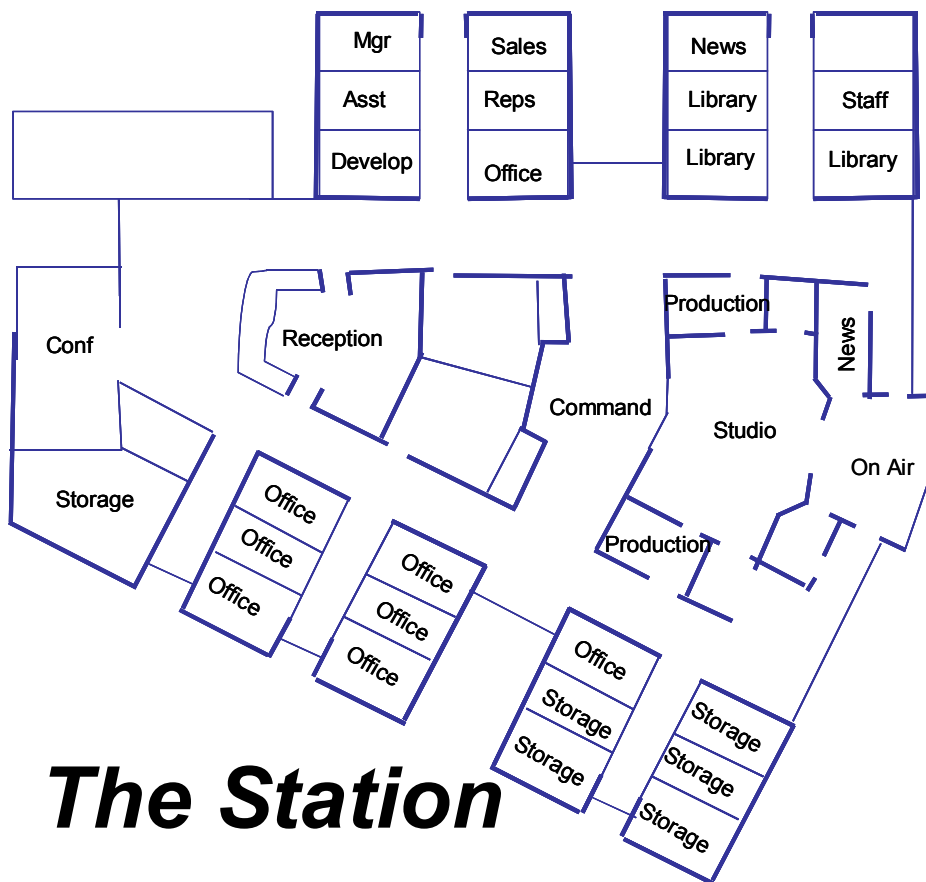 Mgr
Sales
News
Asst
Reps
Library
Staff
Develop
Office
Library
Library
Production
Conf
Reception
News
Command
Studio
On Air
Storage
Office
Office
Office
Production
Office
Office
Office
Office
Storage
Storage
Storage
Storage
Storage
The Station